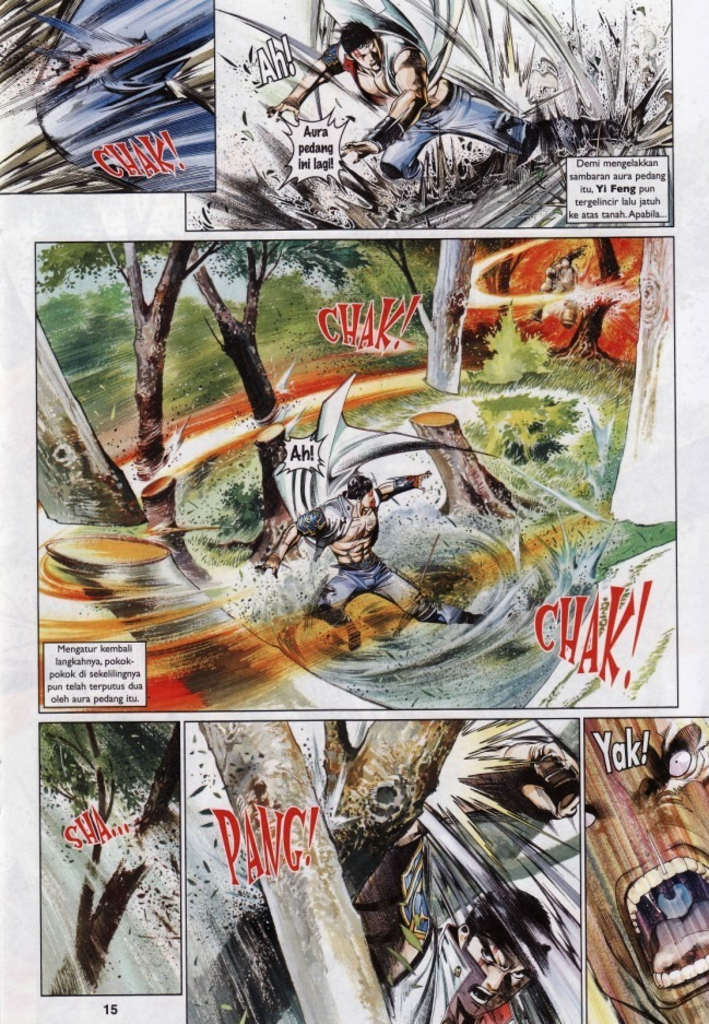 CHAK!
Ah!
Aura
pedang
ini lagi!
Demi mengelakkan
sambaran aura pedang
itu, Yi Feng pun
tergelincir lalu jatuh
ke atas tanah. Apabila...
CHAK!
Ah!
CHAK!
Mengatur kembali
langkahnya, pokok-
pokok di sekelilingnya
pun telah terputus dua
oleh aura pedang itu.
SHA...
PANG!
Yak!
15